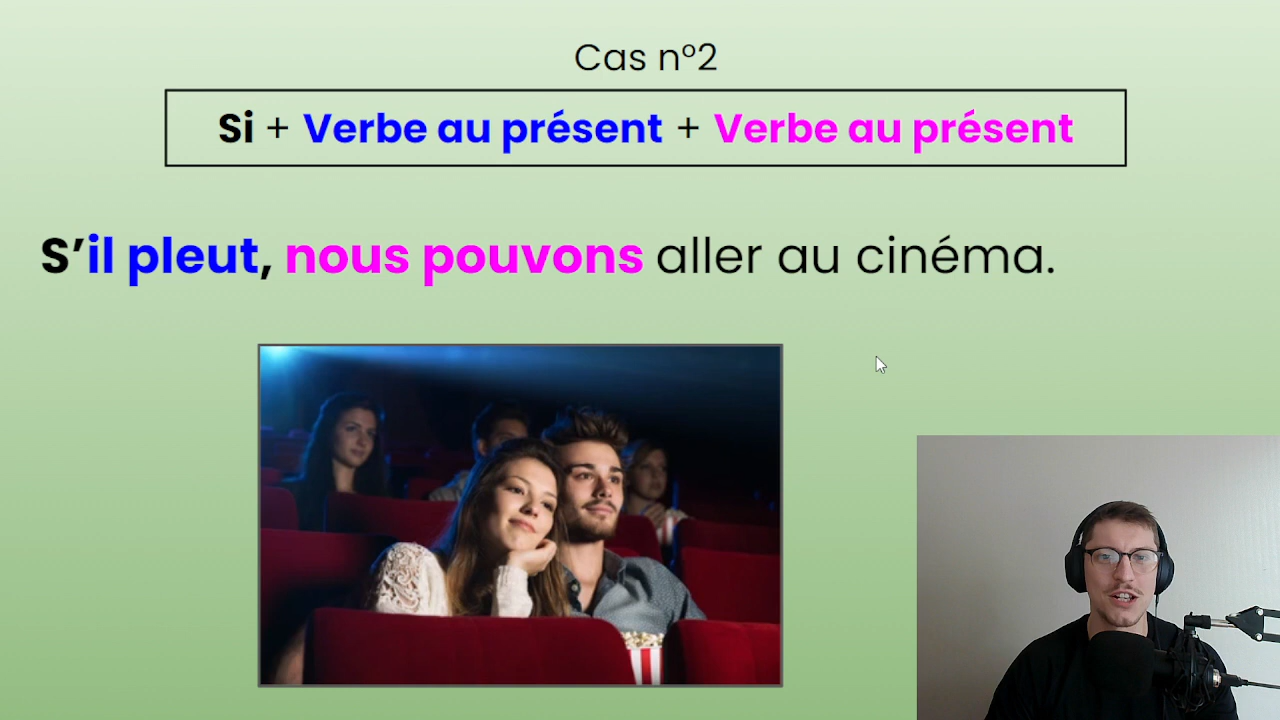 Cas n°2
Si + Verbe au présent + Verbe au présent
S’il pleut, nous pouvons aller au cinéma.